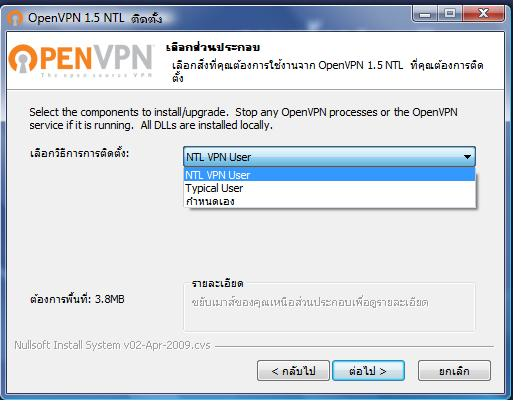 OpenVPN 1.5 NTL ติดตั้ง
OPENVPN
The open source VPN
เลือกส่วนประกอบ
เลือกสิ่งที่คุณต้องการใช้งานจาก OpenVPN 1.5 NTL ที่คุณต้องการติด
ตั้ง
Select the components to install/upgrade. Stop any OpenVPN processes or the OpenVPN
service if it is running. All DLLs are installed locally.
เลือกวิธีการการติดตั้ง:
NTL VPN User
NTL VPN User
Typical User
กำหนดเอง
รายละเอียด
ต้องการพื้นที่: 3.8MB
ขยับเมาส์ของคุณเหนือส่วนประกอบเพื่อดูรายละเอียด
Nullsoft Install System v02-Apr-2009.cvs
< กลับไป
ต่อไป >
ยกเลิก